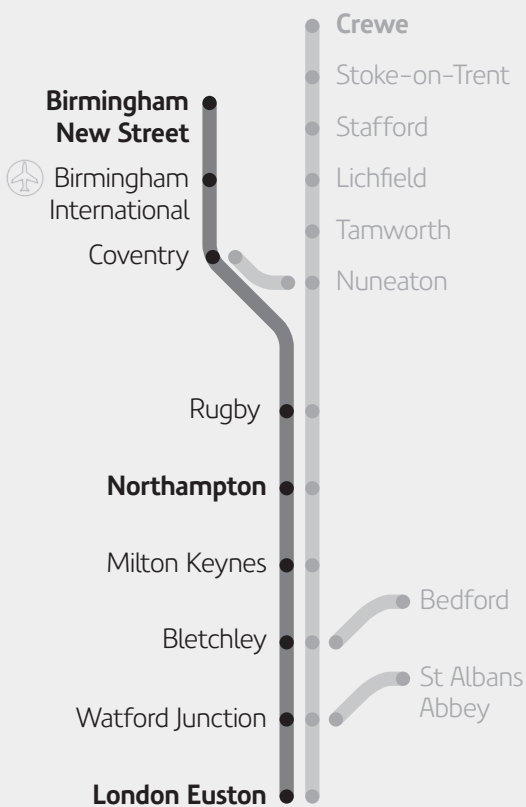 Crewe
Stoke-on-Trent
Birmingham
New Street
Stafford
Birmingham
International
Lichfield
Tamworth
Coventry
Nuneaton
Rugby
Northampton
Milton Keynes
Bedford
Bletchley
St Albans
Abbey
Watford Junction
London Euston